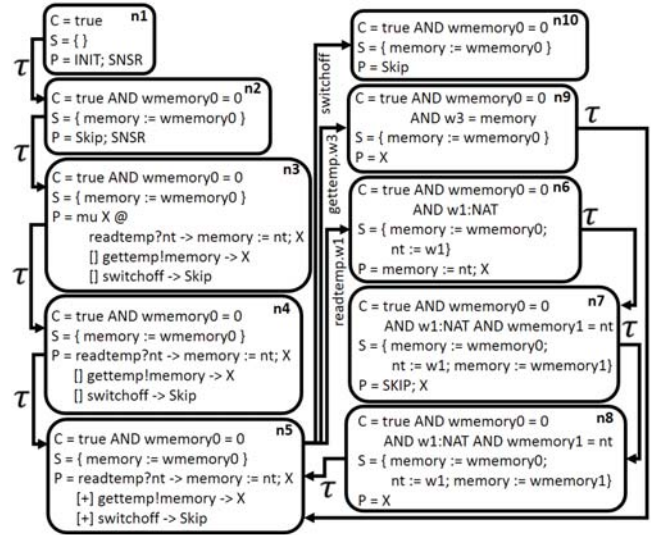 n1
C = true
S = { }
P = INIT; SNSR
τ
n2
C = true AND wmemory0 = 0
S = { memory := wmemory0 }
P = Skip; SNSR
τ
n3
C = true AND wmemory0 = 0
S = { memory := wmemory0 }
P = mu X @
readtemp?nt -> memory := nt; X
[] gettemp!memory -> X
[] switchoff -> Skip
τ
n4
C = true AND wmemory0 = 0
S = { memory := wmemory0 }
P = readtemp?nt -> memory := nt; X
[] gettemp!memory -> X
[] switchoff -> Skip
τ
n5
C = true AND wmemory0 = 0
S = { memory := wmemory0 }
P = readtemp?nt -> memory := nt; X
[+] gettemp!memory -> X
[+] switchoff -> Skip
switchoff
gettemp.w3
readtemp.w1
n10
C = true AND wmemory0 = 0
S = { memory := wmemory0 }
P = Skip
n9
C = true AND wmemory0 = 0
AND w3 = memory
S = { memory := wmemory0 }
P = X
τ
n6
C = true AND wmemory0 = 0
AND w1:NAT
S = { memory := wmemory0;
nt := w1}
P = memory := nt; X
τ
n7
C = true AND wmemory0 = 0
AND w1:NAT AND wmemory1 = nt
S = { memory := wmemory0;
nt := w1; memory := wmemory1}
P = SKIP; X
τ
n8
C = true AND wmemory0 = 0
AND w1:NAT AND wmemory1 = nt
S = { memory := wmemory0;
nt := w1; memory := wmemory1}
P = X
τ